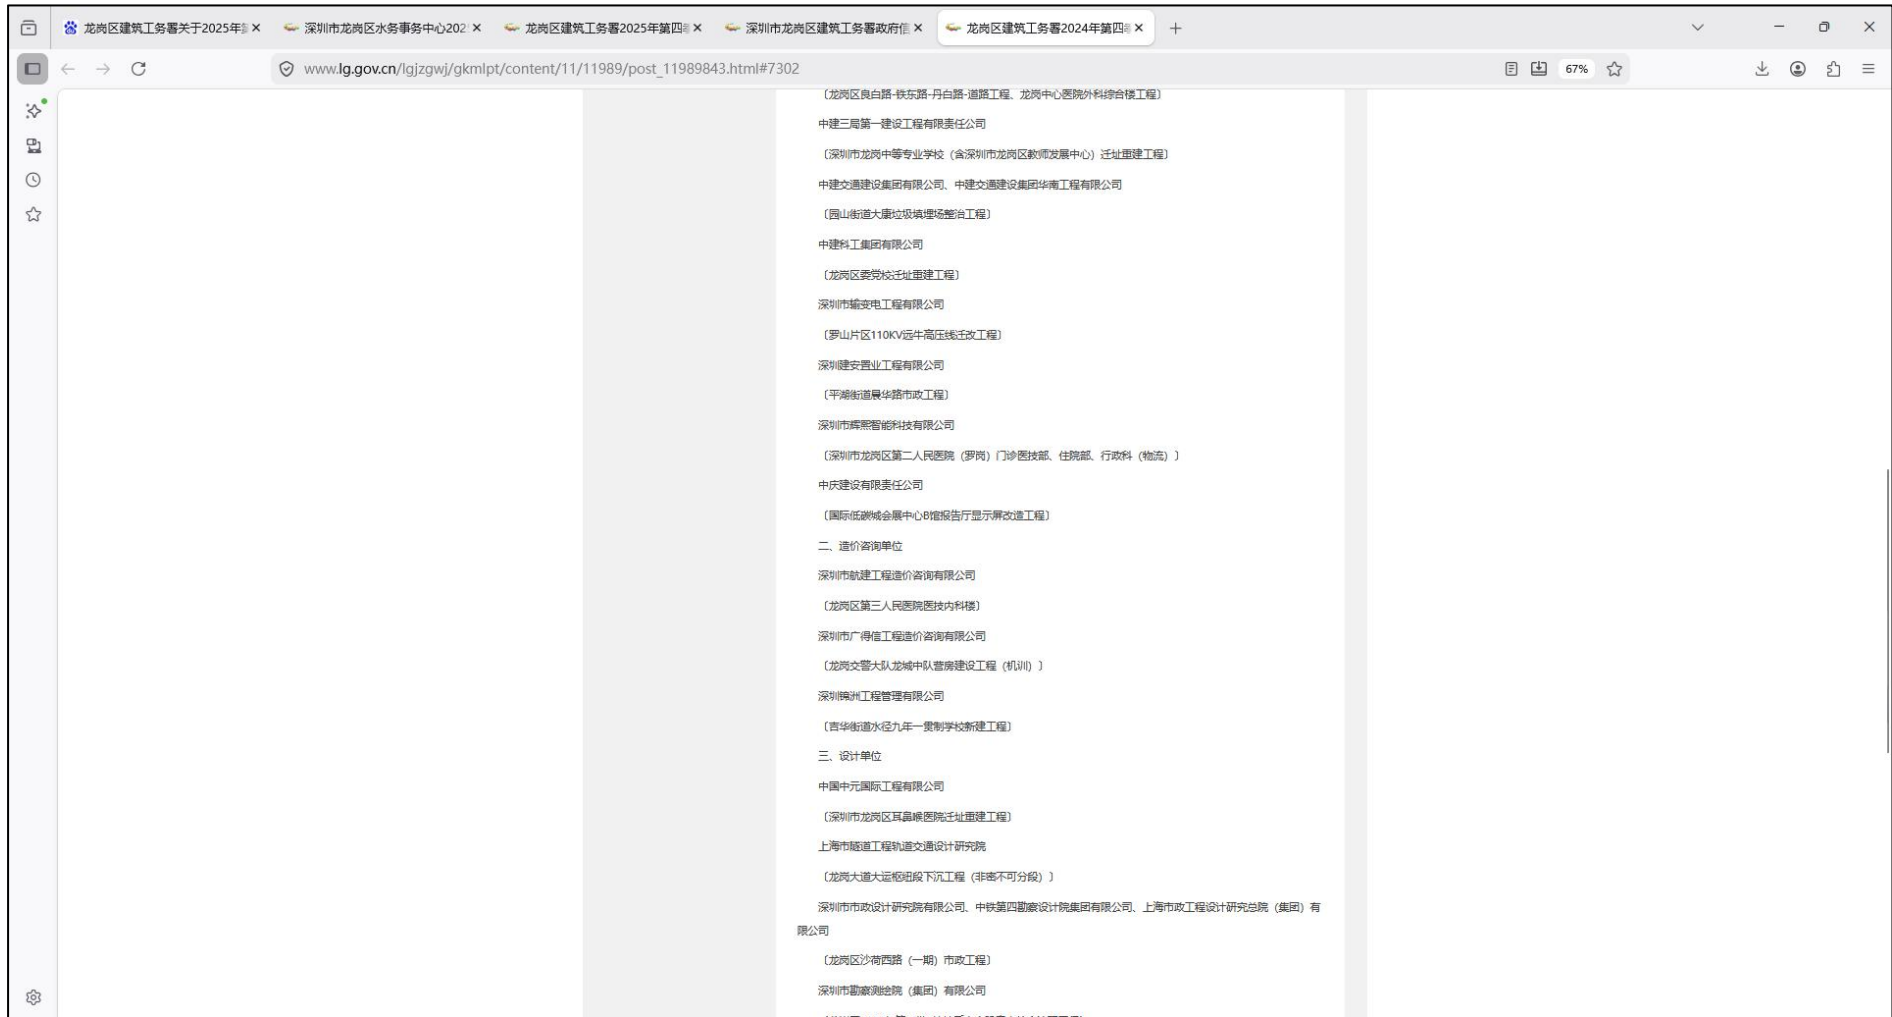 龙岗区建筑工务署关于2025年
深圳市龙岗区水务事务中心202
龙岗区建筑工务署2025年第四
深圳市龙岗区建筑工务署政府信
龙岗区建筑工务署2024年第四
www.lg.gov.cn/lgjzgwj/gkmlpt/content/11/11989/post_11989843.html#7302
67%
〔龙岗区良白路-铁东路-丹白路-道路工程、龙岗中心医院外科综合楼工程〕
中建三局第一建设工程有限责任公司
〔深圳市龙岗中等专业学校（含深圳市龙岗区教师发展中心）迁址重建工程〕
中建交通建设集团有限公司、中建交通建设集团华南工程有限公司
〔园山街道大康垃圾填埋场整治工程〕
中建科工集团有限公司
〔龙岗区委党校迁址重建工程〕
深圳市输变电工程有限公司
〔罗山片区110KV远牛高压线迁改工程〕
深圳建安置业工程有限公司
〔平湖街道晨华路市政工程〕
深圳市辉熙智能科技有限公司
〔深圳市龙岗区第二人民医院（罗岗）门诊医技部、住院部、行政科（物流）〕
中庆建设有限责任公司
〔国际低碳城会展中心B馆报告厅显示屏改造工程〕
二、造价咨询单位
深圳市航建工程造价咨询有限公司
〔龙岗区第三人民医院医技内科楼〕
深圳市广得信工程造价咨询有限公司
〔龙岗交警大队龙城中队营房建设工程（机训）〕
深圳锦洲工程管理有限公司
〔吉华街道水径九年一贯制学校新建工程〕
三、设计单位
中国中元国际工程有限公司
〔深圳市龙岗区耳鼻喉医院迁址重建工程〕
上海市隧道工程轨道交通设计研究院
〔龙岗大道大运枢纽段下沉工程（非密不可分段）〕
深圳市市政设计研究院有限公司、中铁第四勘察设计院集团有限公司、上海市政工程设计研究总院（集团）有
限公司
〔龙岗区沙荷西路（一期）市政工程〕
深圳市勘察测绘院（集团）有限公司